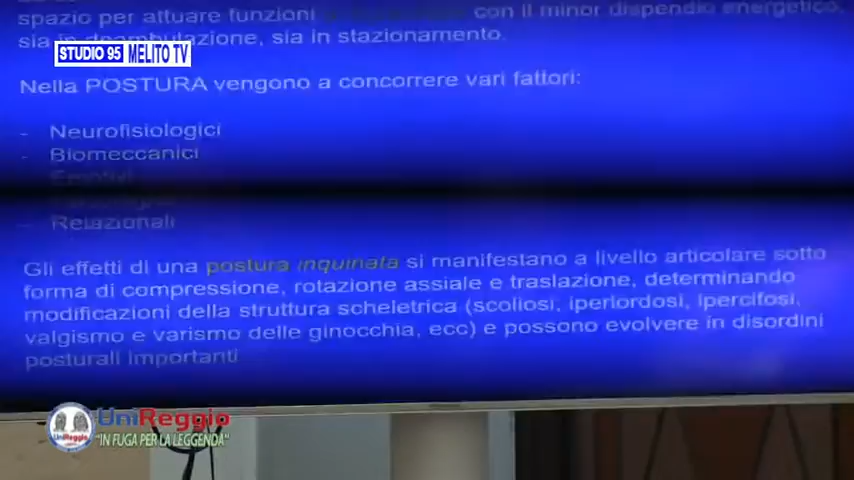 spazio per attuare funzioni con il minor dispendio energetico,
sia in deambulazione, sia in stazionamento.
STUDIO 95 MELITO TV
Nella POSTURA vengono a concorrere vari fattori:
- Neurofisiologici
- Biomeccanici
Emotivi
- Relazionali
Gli effetti di una postura inquinata si manifestano a livello articolare sotto
forma di compressione, rotazione assiale e traslazione, determinando
modificazioni della struttura scheletrica (scoliosi, iperlordosi, ipercifosi,
valgismo e varismo delle ginocchia, ecc) e possono evolvere in disordini
posturali importanti
UniReggio
"IN FUGA PER LA LEGGENDA"